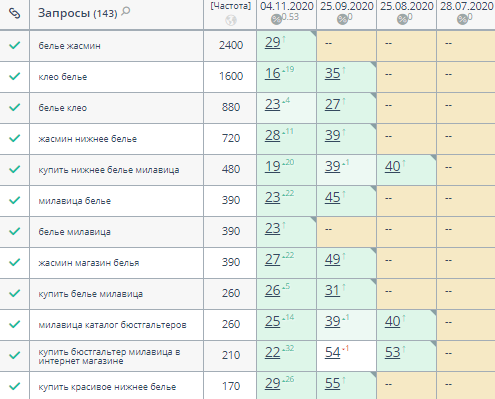 Запросы (143) [Частота] 04.11.2020 25.09.2020 25.08.2020 28.07.2020
% 0.53 % 0 % 0 % 0
белье жасмин 2400 29↑ -- -- --
клео белье 1600 16 19 35↑ -- --
белье клео 880 23 4 27↑ -- --
жасмин нижнее белье 720 28 11 39↑ -- --
купить нижнее белье милавица 480 19 20 39 1 40↑ --
милавица белье 390 23 22 45↑ -- --
белье милавица 390 23↑ -- -- --
жасмин магазин белья 390 27 22 49↑ -- --
купить белье милавица 260 26 5 31↑ -- --
милавица каталог бюстгальтеров 260 25 14 39 1 40↑ --
купить бюстгальтер милавица в
интернет магазине 210 22 32 54 1 53↑ --
купить красивое нижнее белье 170 29 26 55↑ -- --